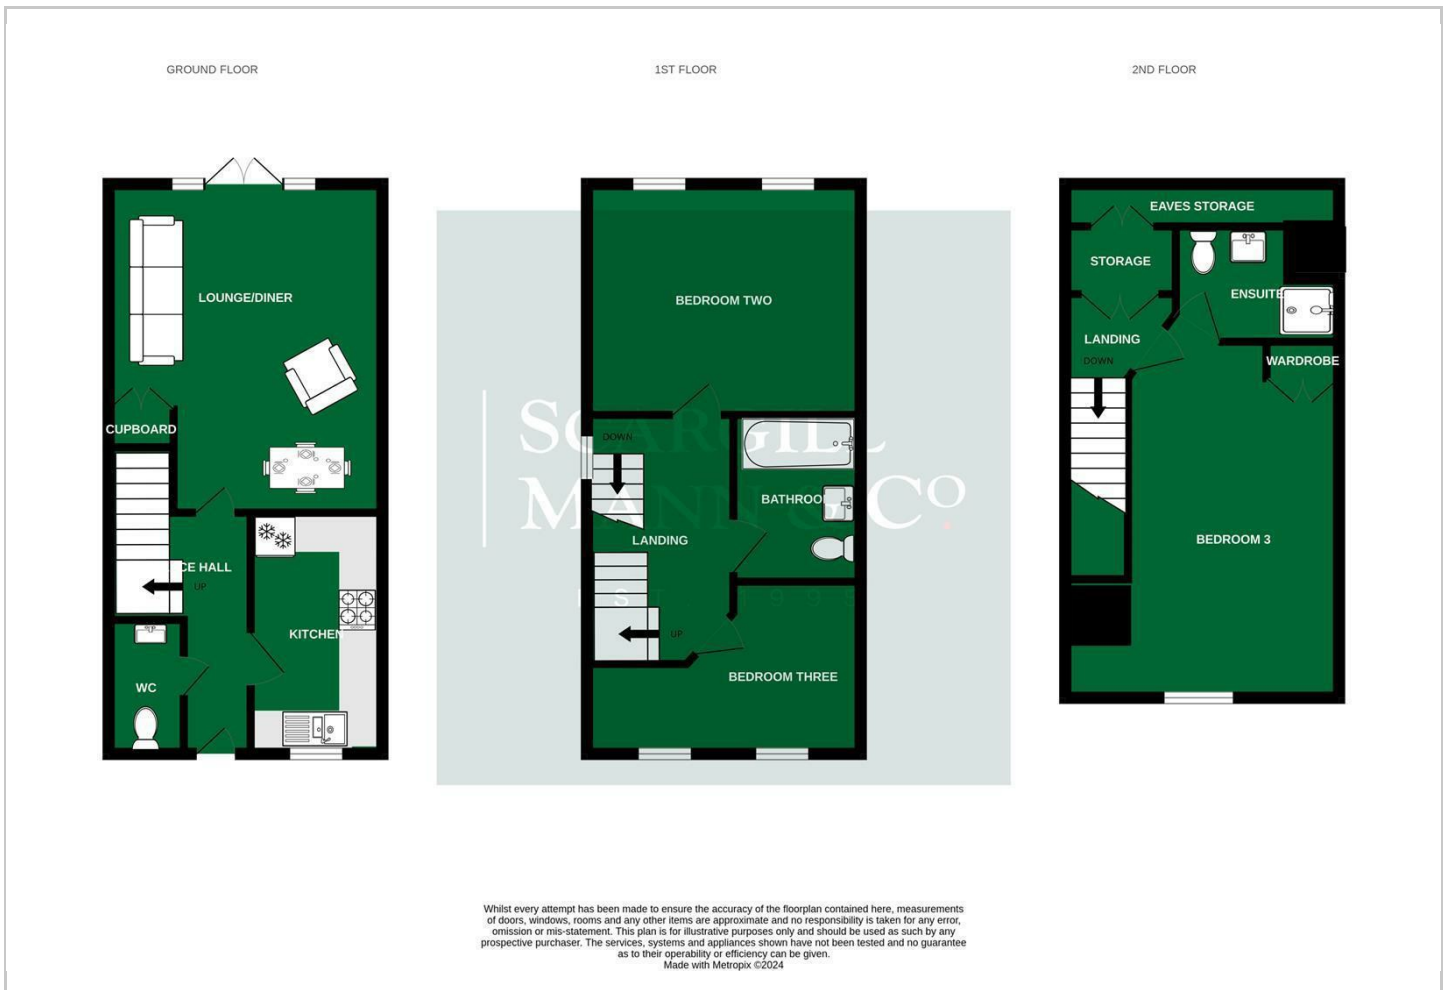 GROUND FLOOR
1ST FLOOR
2ND FLOOR
LOUNGE/DINER
CUPBOARD
CE HALL
UP
KITCHEN
WC
BEDROOM TWO
DOWN
BATHROO
LANDING
UP
BEDROOM THREE
SCARGILL
MANN & CO
EST 1995
EAVES STORAGE
STORAGE
ENSUITE
LANDING
DOWN
WARDROBE
BEDROOM 3
Whilst every attempt has been made to ensure the accuracy of the floorplan contained here, measurements
of doors, windows, rooms and any other items are approximate and no responsibility is taken for any error,
omission or mis-statement. This plan is for illustrative purposes only and should be used as such by any
prospective purchaser. The services, systems and appliances shown have not been tested and no guarantee
as to their operability or efficiency can be given.
Made with Metropix ©2024